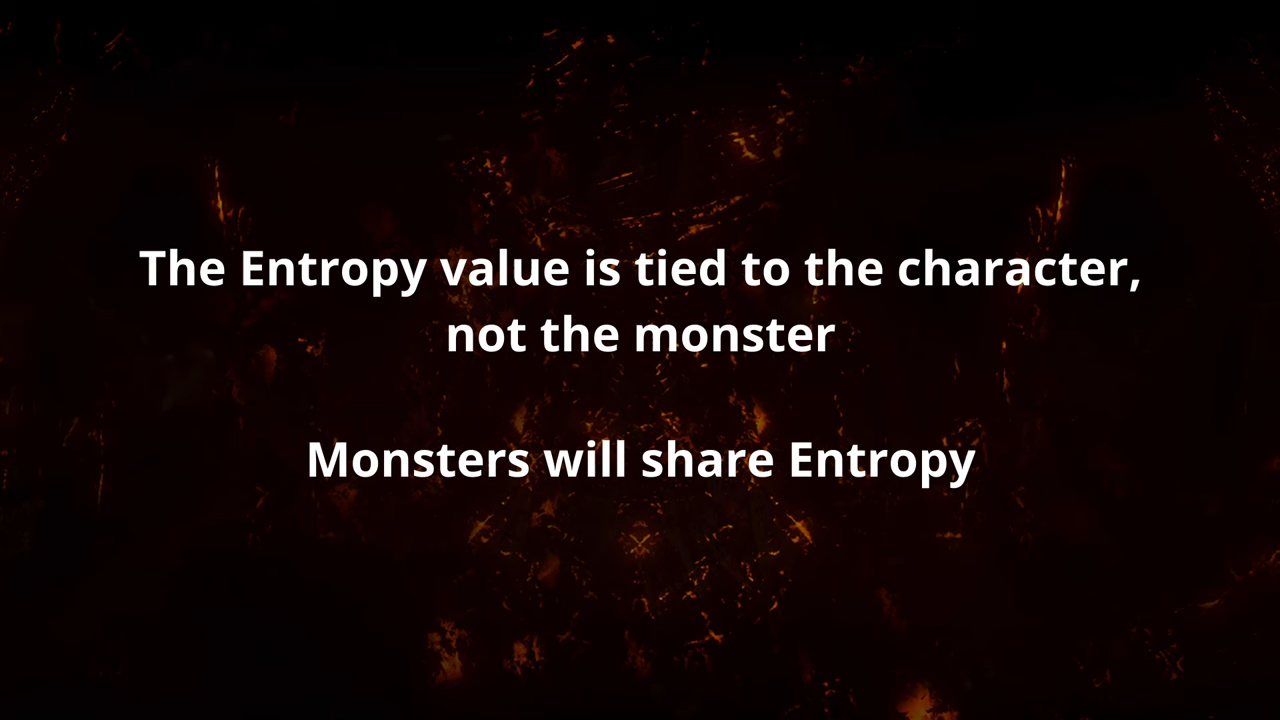 The Entropy value is tied to the character,
not the monster
Monsters will share Entropy